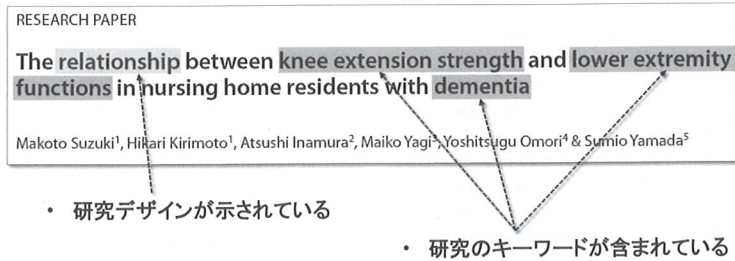 RESEARCH PAPER
The relationship between knee extension strength and lower extremity
functions in nursing home residents with dementia
Makoto Suzuki¹, Hikari Kirimoto¹, Atsushi Inamura², Maiko Yagi³, Yoshitsugu Omori⁴ & Sumio Yamada⁵
• 研究デザインが示されている
• 研究のキーワードが含まれている